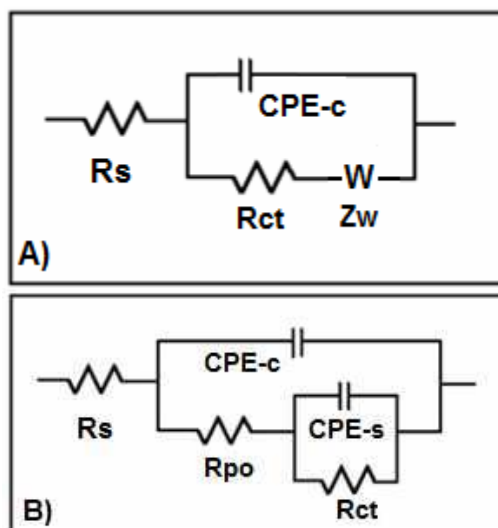 CPE-c
Rs
W
Rct
Zw
A)
CPE-c
CPE-s
Rs
Rpo
Rct
B)